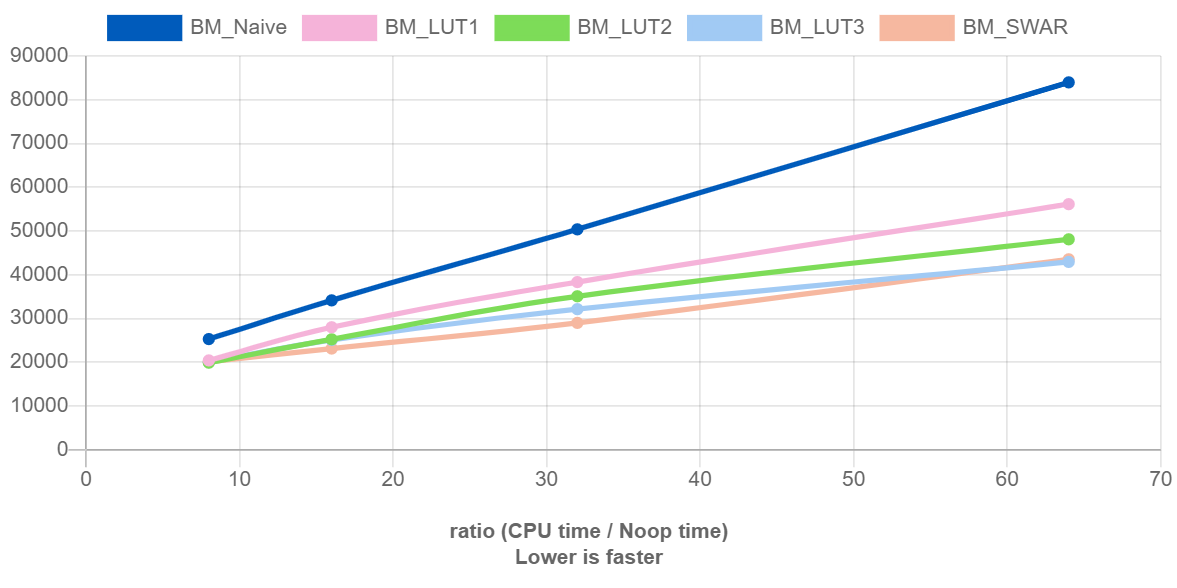 BM_Naive BM_LUT1 BM_LUT2 BM_LUT3 BM_SWAR
90000
80000
70000
60000
50000
40000
30000
20000
10000
0
0 10 20 30 40 50 60 70
ratio (CPU time / Noop time)
Lower is faster